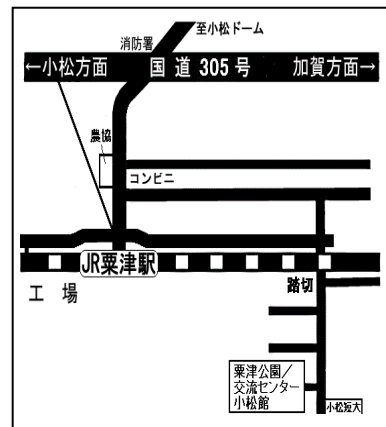 至小松ドーム
消防署
←小松方面 国道 305 号 加賀方面→
農協
コンビニ
JR粟津駅
工 場
踏切
粟津公園/
交流センター
小松館
小松短大